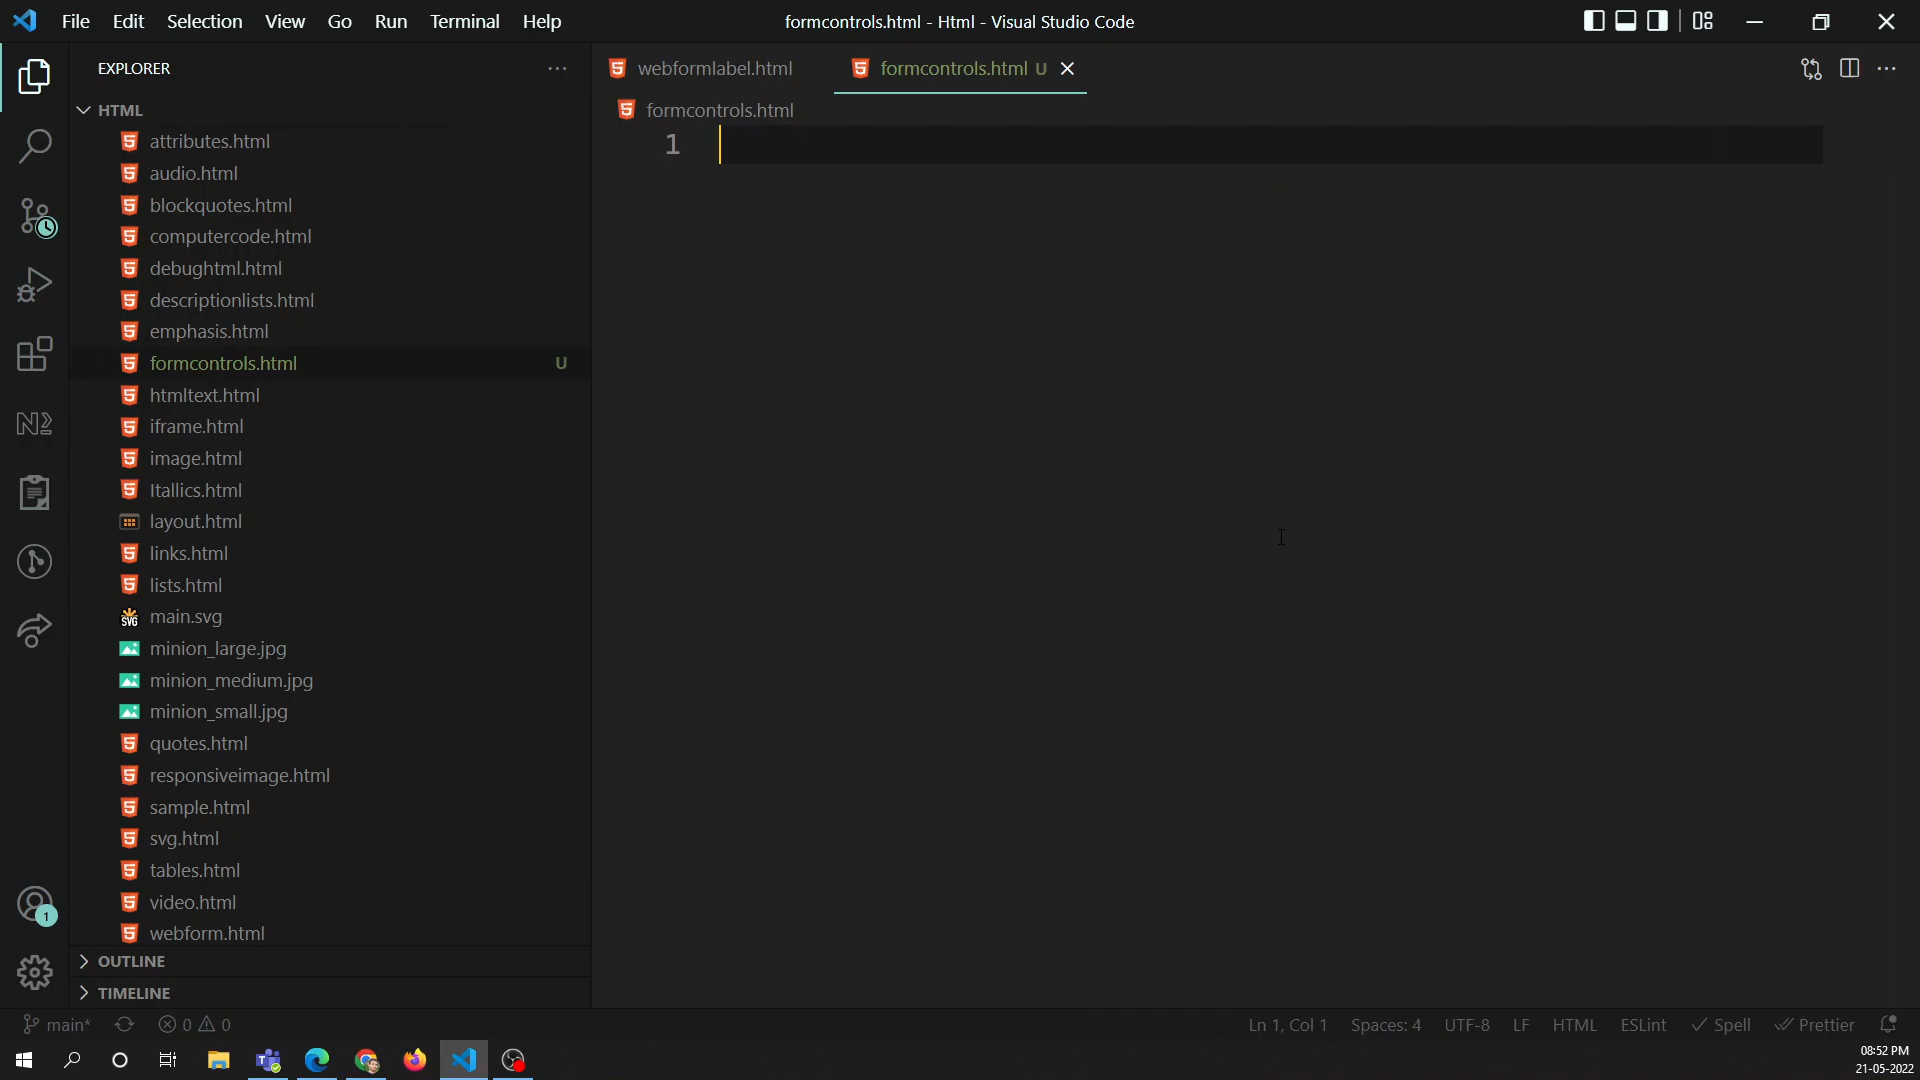 File Edit Selection View Go Run Terminal Help
formcontrols.html - Html - Visual Studio Code
EXPLORER
HTML
attributes.html
audio.html
blockquotes.html
computercode.html
debughtml.html
descriptionlists.html
emphasis.html
formcontrols.html U
htmltext.html
iframe.html
image.html
Itallics.html
layout.html
links.html
lists.html
main.svg
minion_large.jpg
minion_medium.jpg
minion_small.jpg
quotes.html
responsiveimage.html
sample.html
svg.html
tables.html
video.html
webform.html
OUTLINE
TIMELINE
webformlabel.html
formcontrols.html U
formcontrols.html
1
1
main* 0 0
Ln 1, Col 1 Spaces: 4 UTF-8 LF HTML ESLint Spell Prettier
08:52 PM
21-05-2022